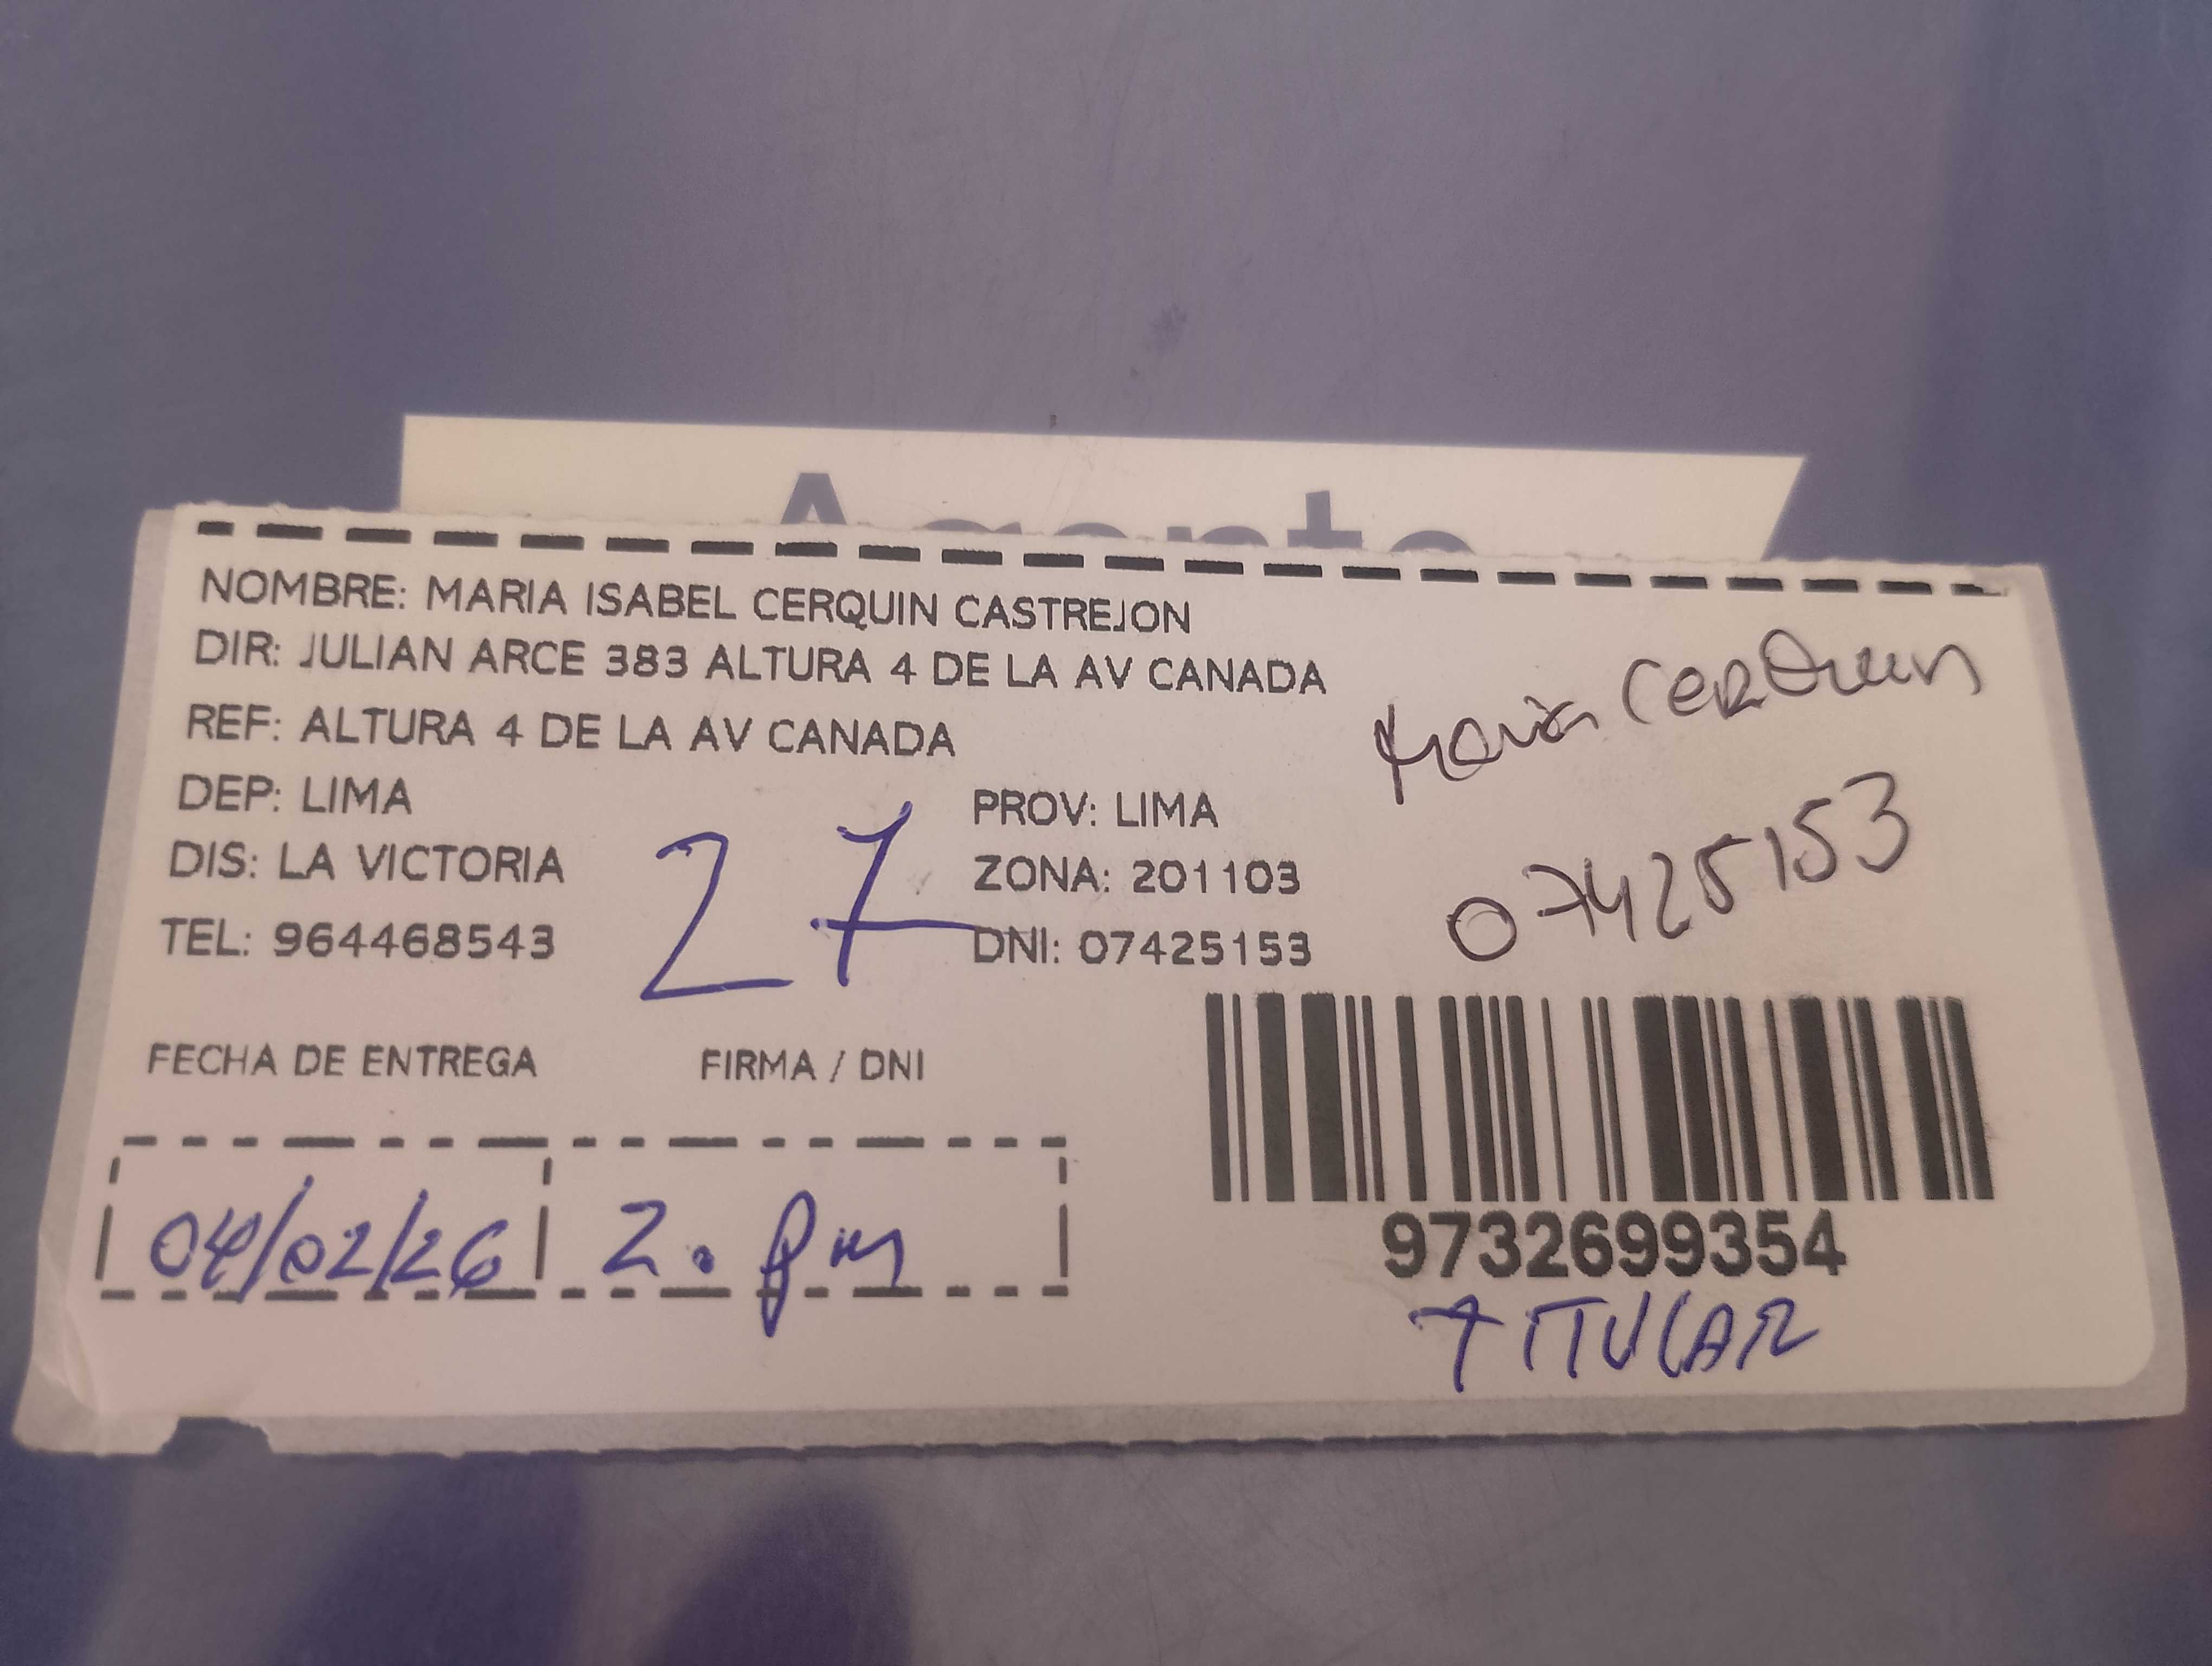 Agente
NOMBRE: MARIA ISABEL CERQUIN CASTREJON
DIR: JULIAN ARCE 383 ALTURA 4 DE LA AV CANADA
REF: ALTURA 4 DE LA AV CANADA
Maria Cerquin
DEP: LIMA
PROV: LIMA
07425153
27
DIS: LA VICTORIA
ZONA: 201103
TEL: 964468543
DNI: 07425153
FECHA DE ENTREGA
FIRMA / DNI
04/02/26
2. pm
9732699354
TITULAR